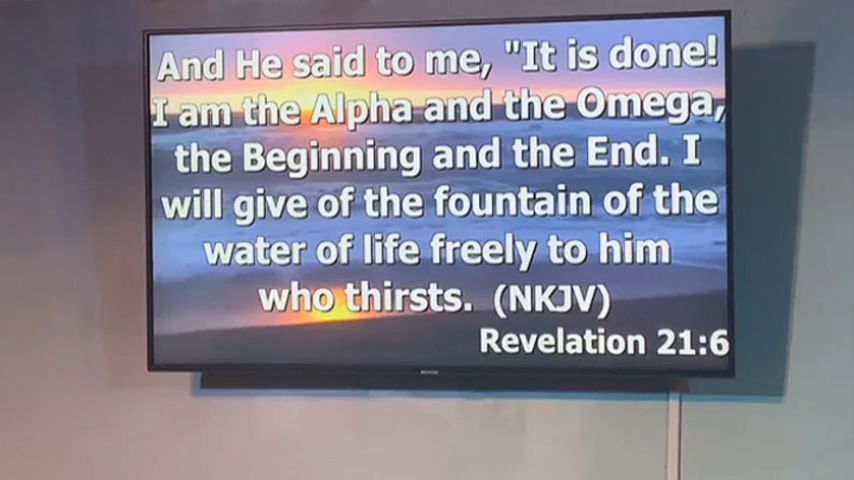 And He said to me, "It is done!
I am the Alpha and the Omega,
the Beginning and the End. I
will give of the fountain of the
water of life freely to him
who thirsts. (NKJV)
Revelation 21:6